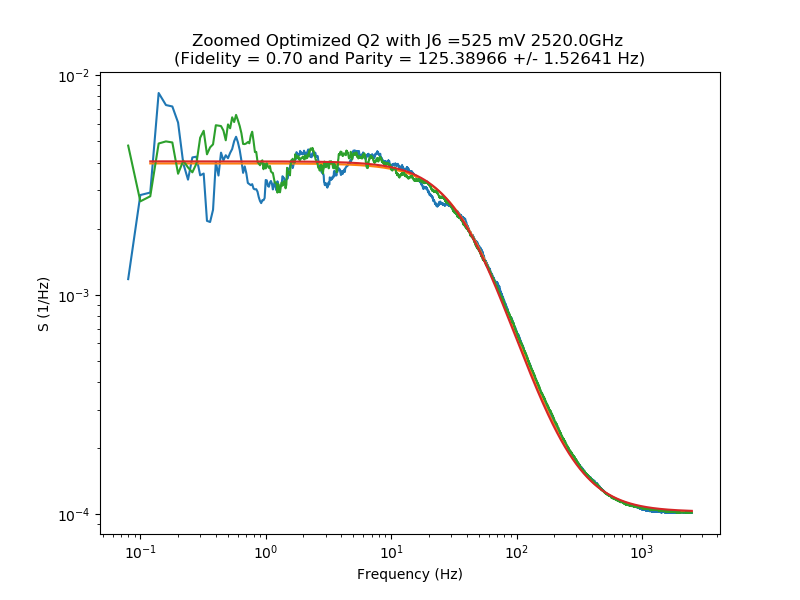 Zoomed Optimized Q2 with J6 =525 mV 2520.0GHz
(Fidelity = 0.70 and Parity = 125.38966 +/- 1.52641 Hz)
10⁻²
10⁻³
10⁻⁴
S (1/Hz)
10⁻¹ 10⁰ 10¹ 10² 10³
Frequency (Hz)